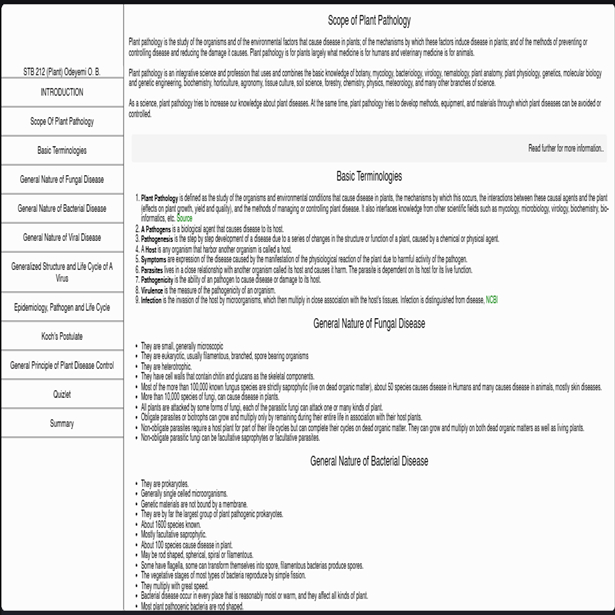 STB 212 (Plant) Odeyemi O. B.
INTRODUCTION
Scope Of Plant Pathology
Basic Terminologies
General Nature of Fungal Disease
General Nature of Bacterial Disease
General Nature of Viral Disease
Generalized Structure and Life Cycle of A
Virus
Epidemiology, Pathogen and Life Cycle
Koch's Postulate
General Principle of Plant Disease Control
Quizlet
Summary
Scope of Plant Pathology
Plant pathology is the study of the organisms and of the environmental factors that cause disease in plants; of the mechanisms by which these factors induce disease in plants; and of the methods of preventing or
controlling disease and reducing the damage it causes. Plant pathology is for plants largely what medicine is for humans and veterinary medicine is for animals.
Plant pathology is an integrative science and profession that uses and combines the basic knowledge of botany, mycology, bacteriology, virology, nematology, plant anatomy, plant physiology, genetics, molecular biology
and genetic engineering, biochemistry, horticulture, agronomy, tissue culture, soil science, forestry, chemistry, physics, meteorology, and many other branches of science.
As a science, plant pathology tries to increase our knowledge about plant diseases. At the same time, plant pathology tries to develop methods, equipment, and materials through which plant diseases can be avoided or
controlled.
Read further for more information..
Basic Terminologies
1. Plant Pathology is defined as the study of the organisms and environmental conditions that cause disease in plants, the mechanisms by which this occurs, the interactions between these causal agents and the plant
(effects on plant growth, yield and quality), and the methods of managing or controlling plant disease. It also interfaces knowledge from other scientific fields such as mycology, microbiology, virology, biochemistry, bio-
informatics, etc. Source
2. A Pathogens is a biological agent that causes disease to its host.
3. Pathogenesis is the step by step development of a disease due to a series of changes in the structure or function of a plant, caused by a chemical or physical agent.
4. A Host is any organism that harbor another organism is called a host.
5. Symptoms are expression of the disease caused by the manifestation of the physiological reaction of the plant due to harmful activity of the pathogen.
6. Parasites lives in a close relationship with another organism called its host and causes it harm. The parasite is dependent on its host for its live function.
7. Pathogenicity is the ability of an pathogen to cause disease or damage to its host.
8. Virulence is the measure of the pathogenicity of an organism.
9. Infection is the invasion of the host by microorganisms, which then multiply in close association with the host's tissues. Infection is distinguished from disease, NCBI
General Nature of Fungal Disease
• They are small, generally microscopic
• They are eukaryotic, usually filamentous, branched, spore bearing organisms
• They are heterotrophic.
• They have cell walls that contain chitin and glucans as the skeletal components.
• Most of the more than 100,000 known fungus species are strictly saprophytic (live on dead organic matter), about 50 species causes disease in Humans and many causes disease in animals, mostly skin diseases.
• More than 10,000 species of fungi, can cause disease in plants.
• All plants are attacked by some forms of fungi, each of the parasitic fungi can attack one or many kinds of plant.
• Obligate parasites or biotrophs can grow and multiply only by remaining during their entire life in association with their host plants.
• Non-obligate parasites require a host plant for part of their life cycles but can complete their cycles on dead organic matter. They can grow and multiply on both dead organic matters as well as living plants.
• Non-obligate parasitic fungi can be facultative saprophytes or facultative parasites.
General Nature of Bacterial Disease
• They are prokaryotes.
• Generally single celled microorganisms.
• Genetic materials are not bound by a membrane.
• They are by far the largest group of plant pathogenic prokaryotes.
• About 1600 species known.
• Mostly facultative saprophytic.
• About 100 species cause disease in plant.
• May be rod shaped, spherical, spiral or filamentous.
• Some have flagella, some can transform themselves into spore, filamentous bacterias produce spores.
• The vegetative stages of most types of bacteria reproduce by simple fission.
• They multiply with great speed.
• Bacterial disease occur in every place that is reasonably moist or warm, and they affect all kinds of plant.
• Most plant pathogenic bacteria are rod shaped.